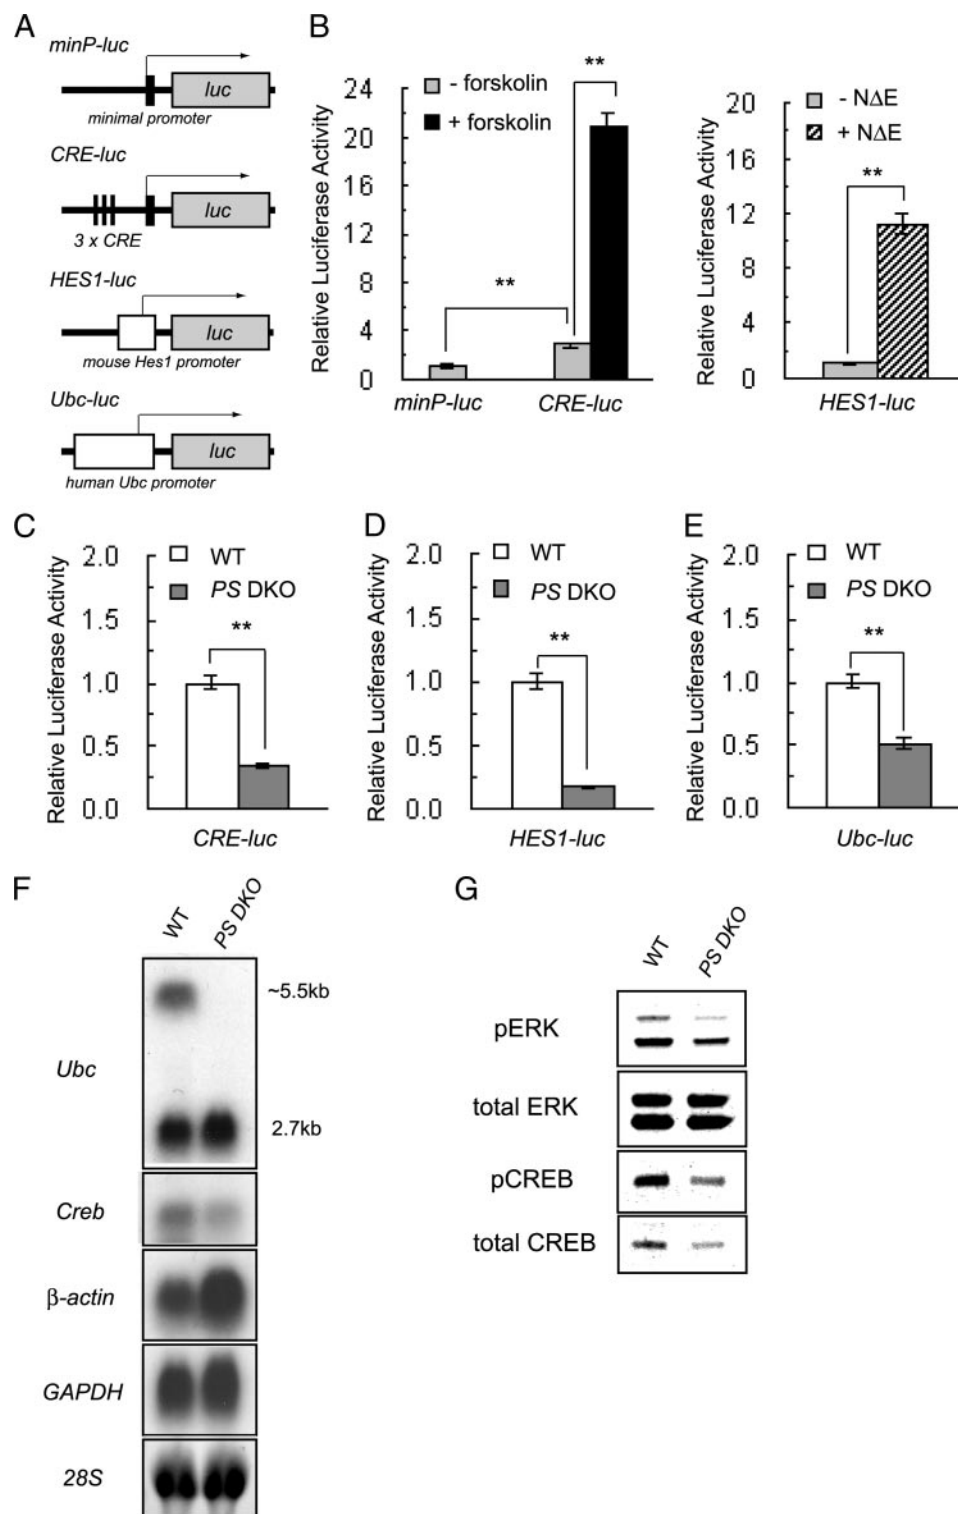 A
minP-luc
luc
minimal promoter
CRE-luc
luc
3 x CRE
HES1-luc
luc
mouse Hes1 promoter
Ubc-luc
luc
human Ubc promoter
B
Relative Luciferase Activity
24
20
16
12
8
4
0
- forskolin
+ forskolin
**
**
minP-luc
CRE-luc
Relative Luciferase Activity
20
16
12
8
4
0
- NΔE
+ NΔE
**
HES1-luc
C
Relative Luciferase Activity
2.0
1.5
1.0
0.5
0.0
WT
PS DKO
**
CRE-luc
D
Relative Luciferase Activity
2.0
1.5
1.0
0.5
0.0
WT
PS DKO
**
HES1-luc
E
Relative Luciferase Activity
2.0
1.5
1.0
0.5
0.0
WT
PS DKO
**
Ubc-luc
F
WT
PS DKO
Ubc
~5.5kb
2.7kb
Creb
β-actin
GAPDH
28S
G
WT
PS DKO
pERK
total ERK
pCREB
total CREB